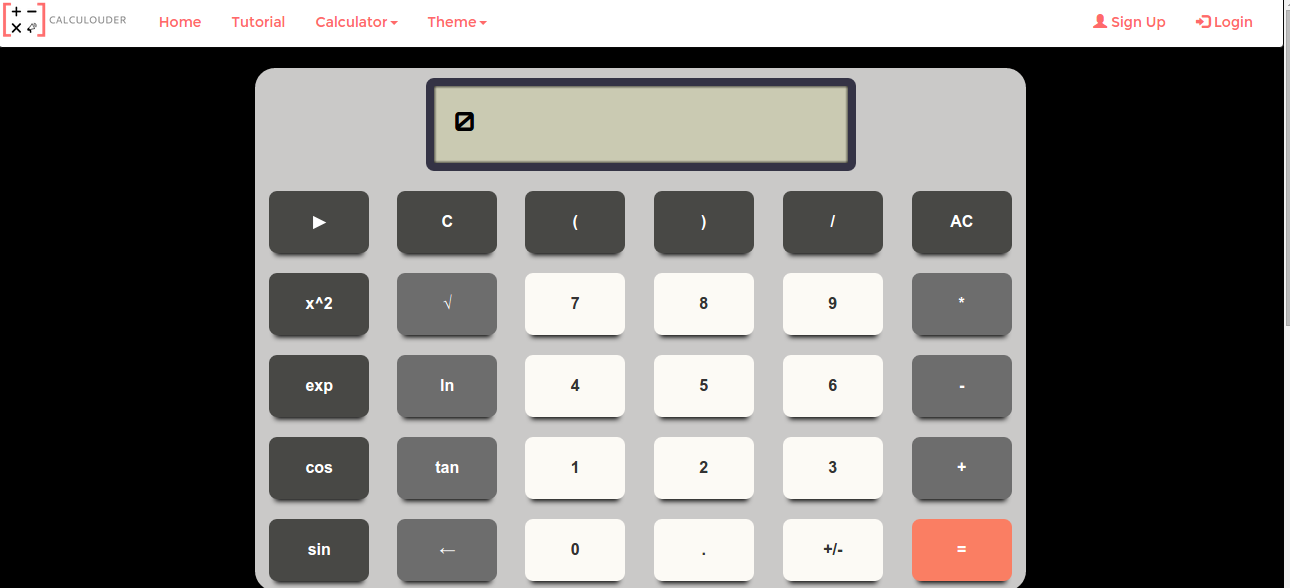 + − × CALCULOUDER Home Tutorial Calculator Theme Sign Up Login
0
▶ C ( ) / AC
x^2 √ 7 8 9 *
exp ln 4 5 6 -
cos tan 1 2 3 +
sin ← 0 . +/- =